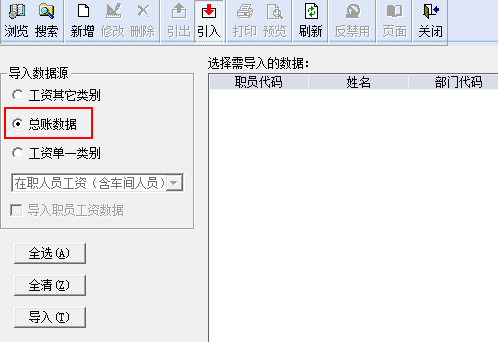 浏览 搜索 新增 修改 删除 引出 引入 打印 预览 刷新 反禁用 页面 关闭
导入数据源
选择需导入的数据:
职员代码 姓名 部门代码
工资其它类别
总账数据
工资单一类别
在职人员工资（含车间人员）
导入职员工资数据
全选(A)
全清(Z)
导入(T)